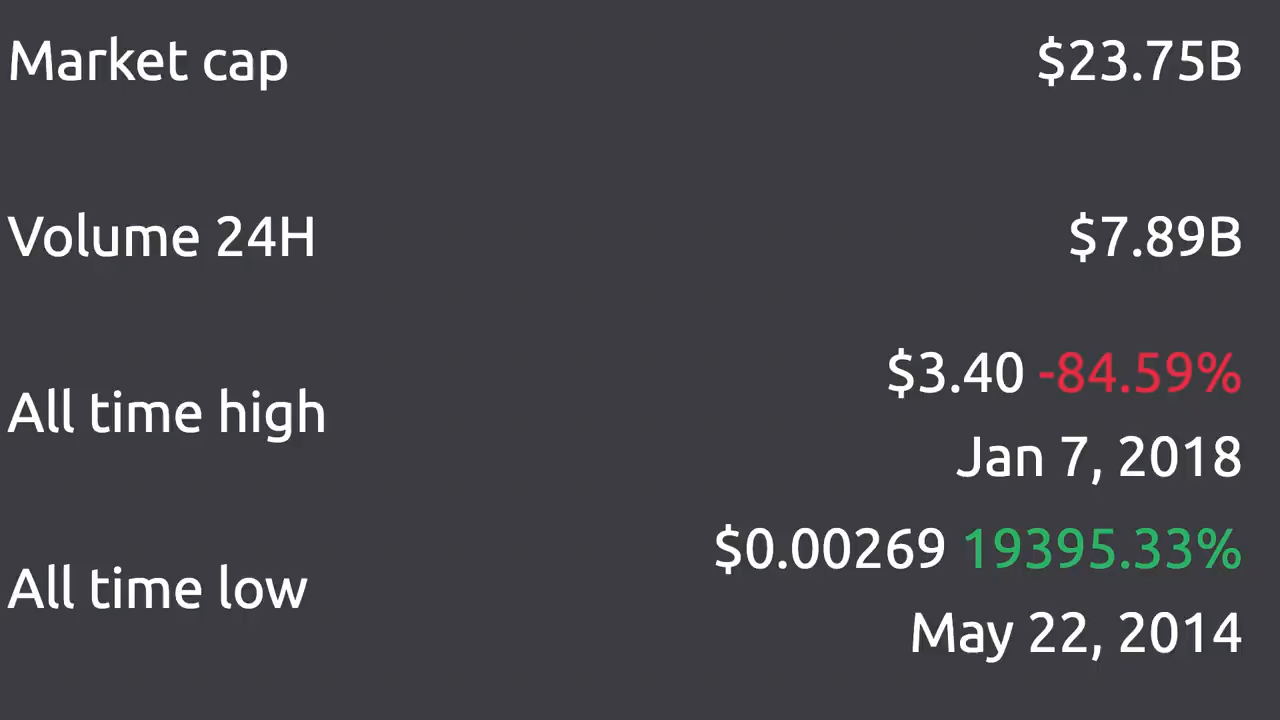 Market cap $23.75B
Volume 24H $7.89B
All time high $3.40 -84.59%
Jan 7, 2018
All time low $0.00269 19395.33%
May 22, 2014